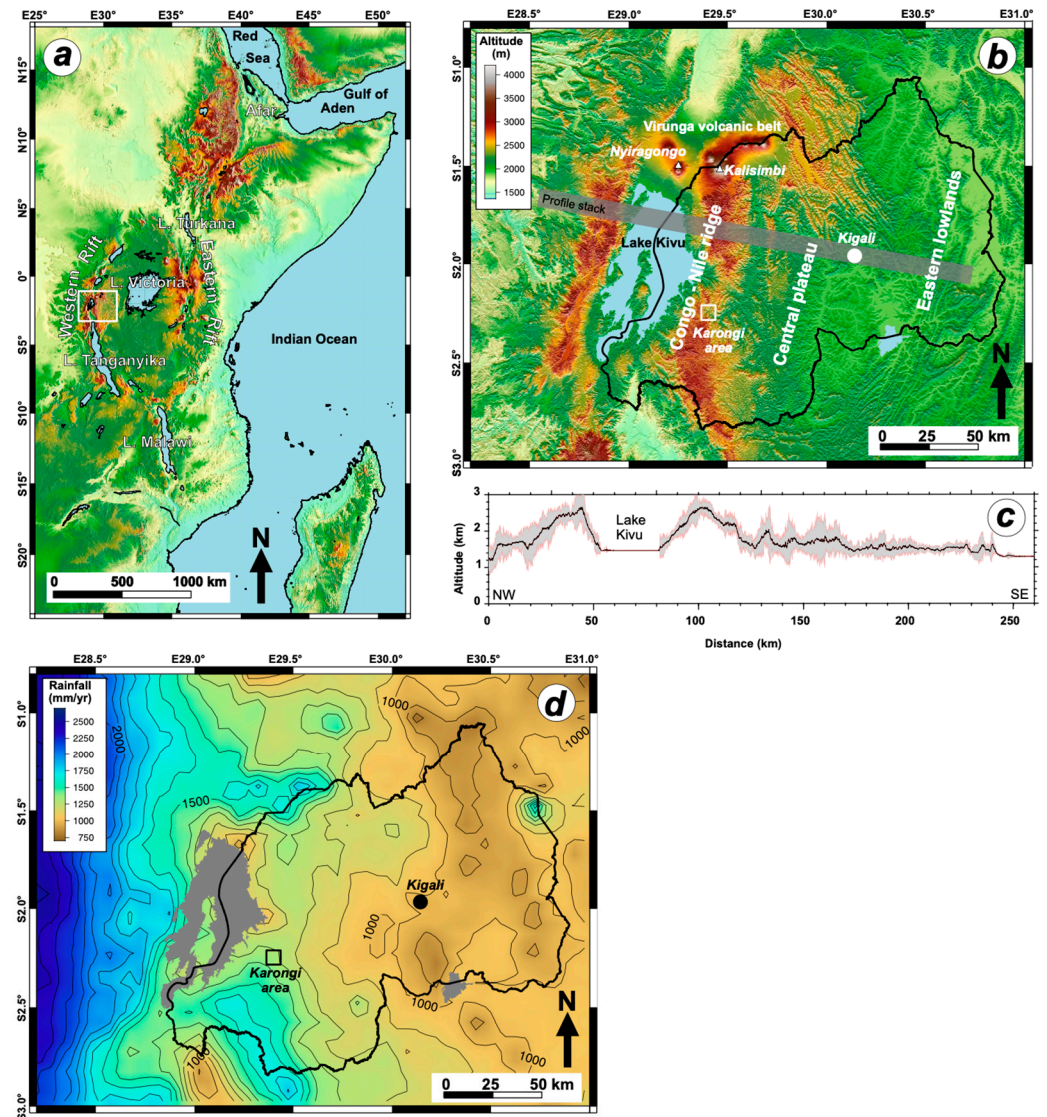 E25° E30° E35° E40° E45° E50°
a
Red
Sea
Gulf of
Aden
Afar
N15°
N10°
N5°
0°
S5°
S10°
S15°
S20°
L. Turkana
Western Rift
Eastern Rift
L. Victoria
L. Tanganyika
L. Malawi
Indian Ocean
N
0 500 1000 km
E28.5° E29.0° E29.5° E30.0° E30.5° E31.0°
b
Altitude
(m)
4000
3500
3000
2500
2000
1500
S1.0°
S1.5°
S2.0°
S2.5°
S3.0°
Virunga volcanic belt
Nyiragongo
Kalisimbi
Profile stack
Lake Kivu
Congo - Nile ridge
Kigali
Central plateau
Eastern lowlands
Karongi
area
N
0 25 50 km
c
Altitude (km)
3
2
1
0
Lake
Kivu
NW
SE
0 50 100 150 200 250
Distance (km)
E28.5° E29.0° E29.5° E30.0° E30.5° E31.0°
d
Rainfall
(mm/yr)
2500
2250
2000
1750
1500
1250
1000
750
S1.0°
S1.5°
S2.0°
S2.5°
S3.0°
2000
1000
1000
1500
Kigali
1000
Karongi
area
1000
1000
1000
N
0 25 50 km